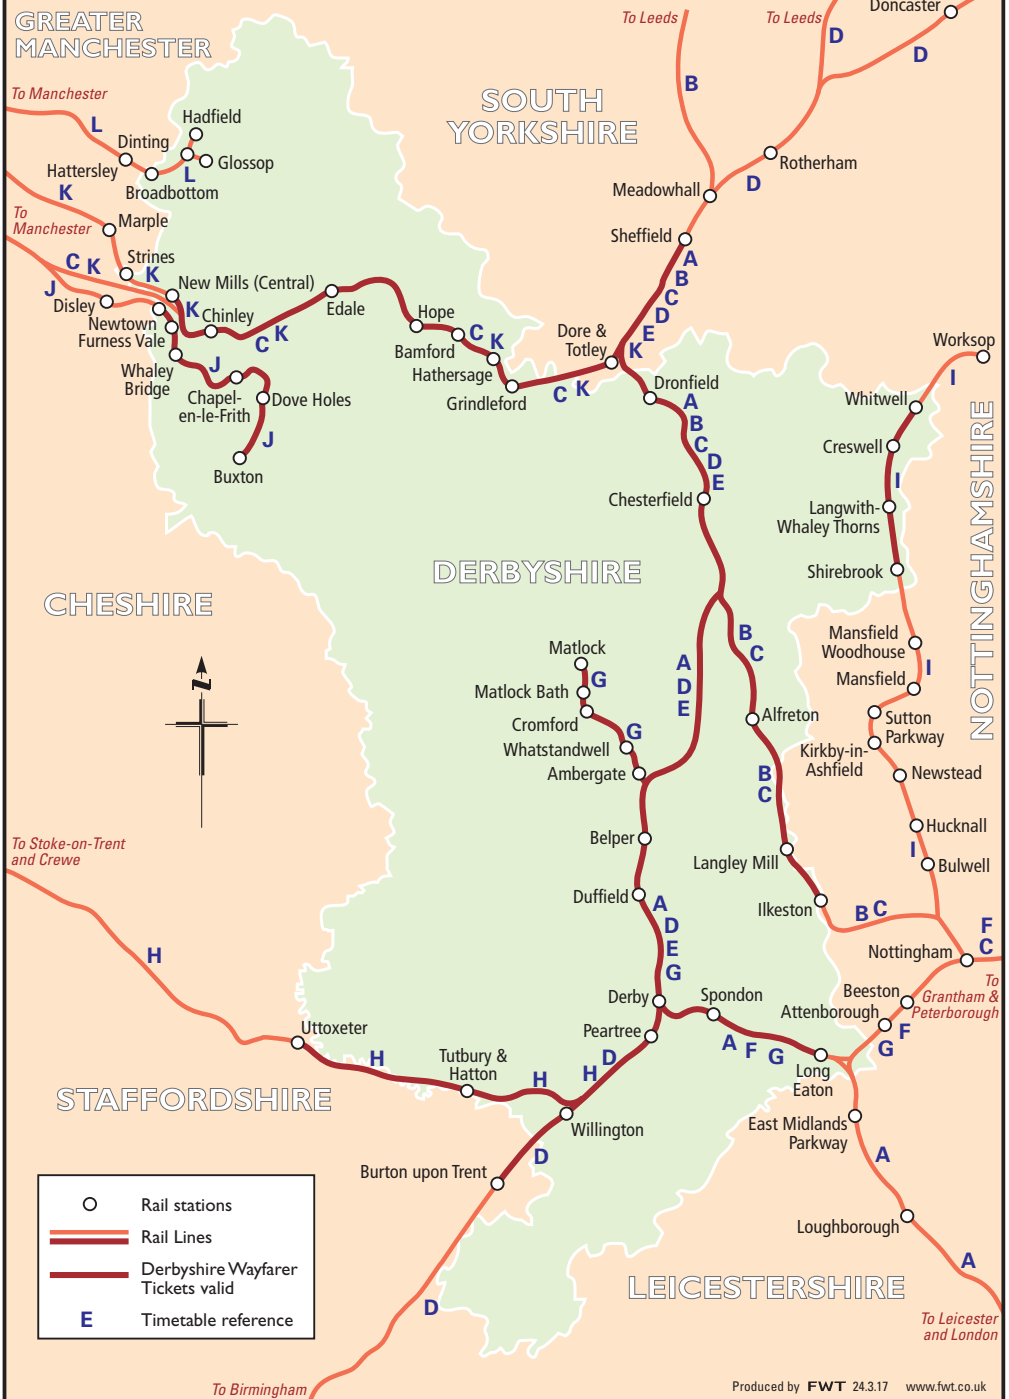 GREATER
MANCHESTER
To Leeds
To Leeds
Doncaster
D
D
B
To Manchester
L
Hadfield
Dinting
Glossop
Hattersley
L
Broadbottom
SOUTH
YORKSHIRE
Rotherham
D
Meadowhall
K
To
Manchester
Marple
Sheffield
Strines
C K
K
J
New Mills (Central)
Disley
K
Newtown
Chinley
Furness Vale
C
K
Edale
Hope
Bamford
C
K
Hathersage
Grindleford
C K
Dore &
Totley
A
B
C
D
E
K
Whaley
Bridge
J
Chapel-
en-le-Frith
Dove Holes
J
Buxton
Dronfield
A
B
C
D
E
Chesterfield
Worksop
I
Whitwell
Creswell
I
Langwith-
Whaley Thorns
Shirebrook
NOTTINGHAMSHIRE
DERBYSHIRE
CHESHIRE
N
Matlock
G
Matlock Bath
Cromford
G
Whatstandwell
Ambergate
A
D
E
B
C
Alfreton
B
C
Mansfield
Woodhouse
I
Mansfield
Sutton
Parkway
Kirkby-in-
Ashfield
Newstead
Hucknall
I
Bulwell
Belper
Langley Mill
Duffield
Ilkeston
B C
A
D
E
G
Nottingham
F
C
To
Grantham &
Peterborough
Beeston
Attenborough
F
G
To Stoke-on-Trent
and Crewe
H
Derby
Spondon
Peartree
A
F
G
Long
Eaton
Uttoxeter
H
Tutbury &
Hatton
H
H
D
Willington
D
Burton upon Trent
D
To Birmingham
STAFFORDSHIRE
East Midlands
Parkway
A
Loughborough
A
LEICESTERSHIRE
To Leicester
and London
Rail stations
Rail Lines
Derbyshire Wayfarer
Tickets valid
E
Timetable reference
Produced by FWT 24.3.17 www.fwt.co.uk